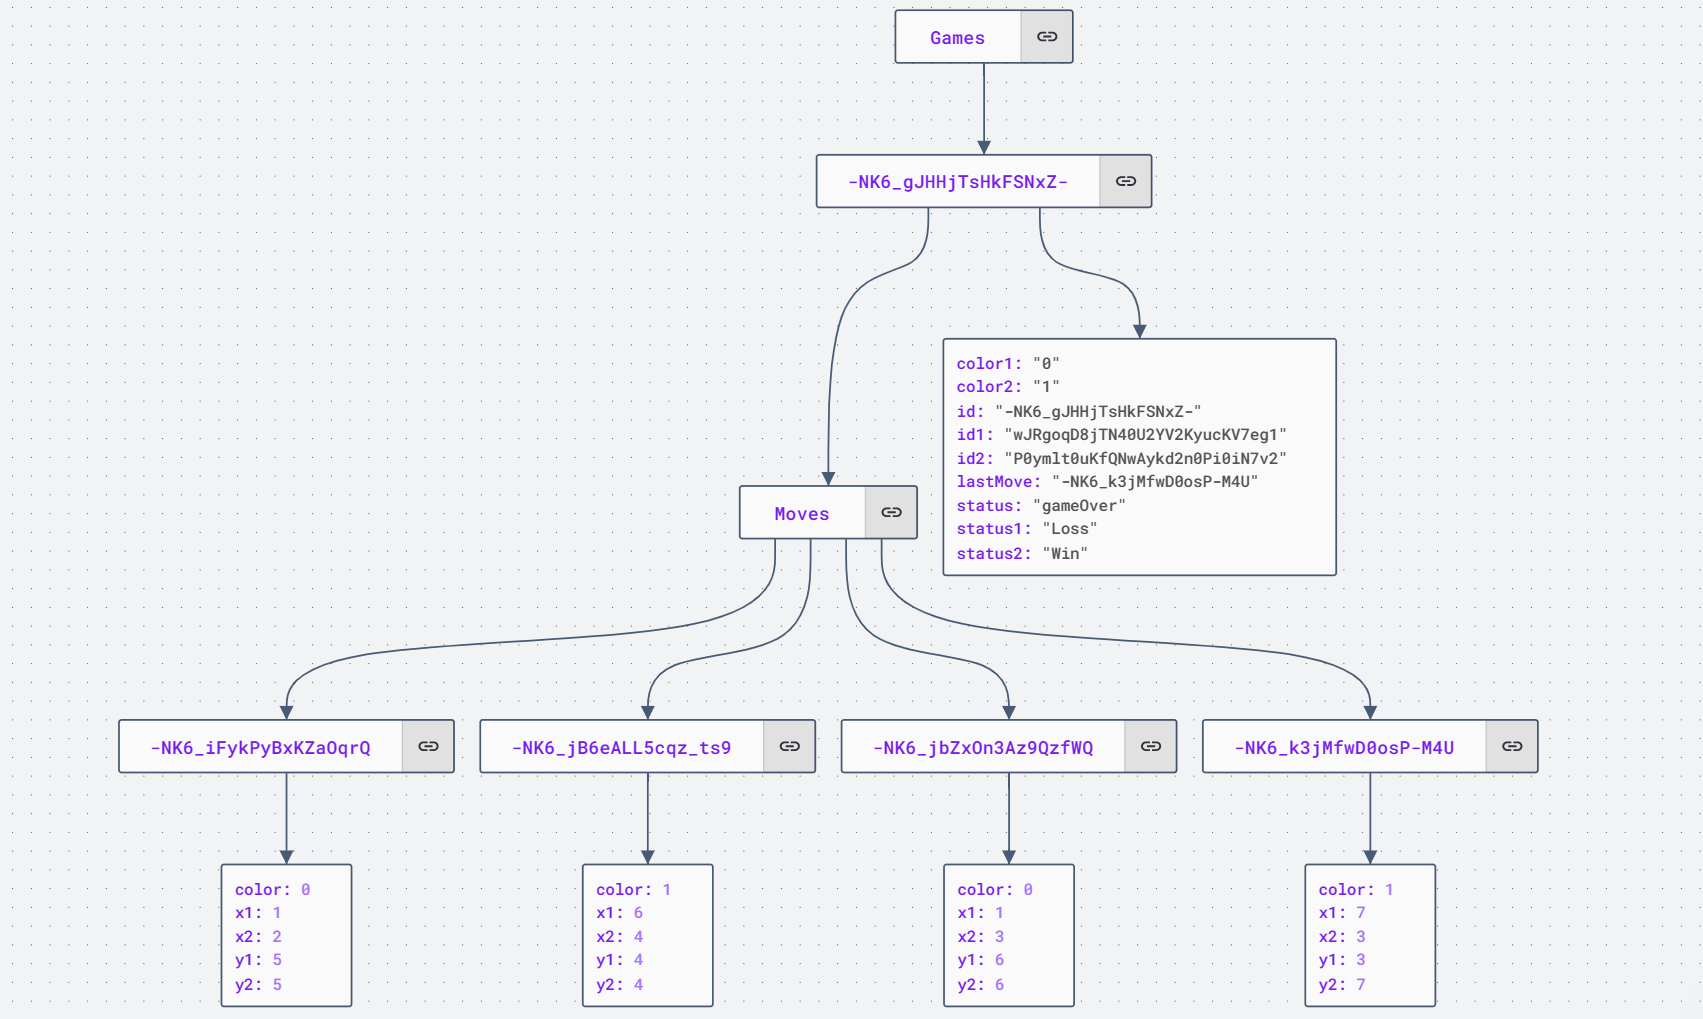 Games
-NK6_gJHHjTsHkFSNxZ-
color1: "0"
color2: "1"
id: "-NK6_gJHHjTsHkFSNxZ-"
id1: "wJRgoqD8jTN40U2YV2KyucKV7eg1"
id2: "P0ymlt0uKfQNwAykd2n0Pi0iN7v2"
lastMove: "-NK6_k3jMfwD0osP-M4U"
status: "gameOver"
status1: "Loss"
status2: "Win"
Moves
-NK6_iFykPyBxKZaOqrQ
-NK6_jB6eALL5cqz_ts9
-NK6_jbZxOn3Az9QzfWQ
-NK6_k3jMfwD0osP-M4U
color: 0
x1: 1
x2: 2
y1: 5
y2: 5
color: 1
x1: 6
x2: 4
y1: 4
y2: 4
color: 0
x1: 1
x2: 3
y1: 6
y2: 6
color: 1
x1: 7
x2: 3
y1: 3
y2: 7